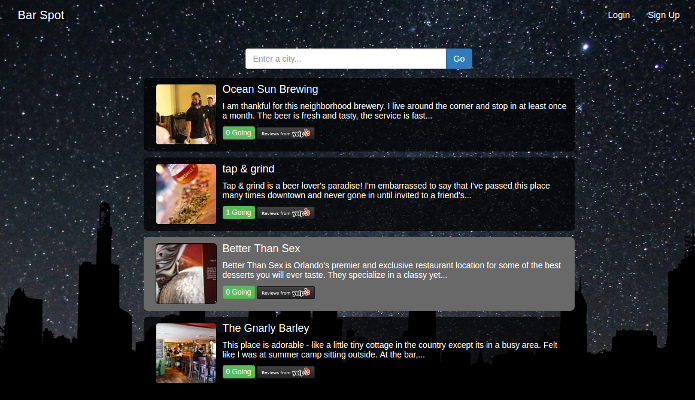 Bar Spot
Login
Sign Up
Enter a city...
Go
Ocean Sun Brewing
I am thankful for this neighborhood brewery. I live around the corner and stop in at least once
a month. The beer is fresh and tasty, the service is fast...
0 Going
Reviews from yelp
tap & grind
Tap & grind is a beer lover's paradise! I'm embarrassed to say that I've passed this place
many times downtown and never gone in until invited to a friend's...
1 Going
Reviews from yelp
Better Than Sex
Better Than Sex is Orlando's premier and exclusive restaurant location for some of the best
desserts you will ever taste. They specialize in a classy yet...
0 Going
Reviews from yelp
The Gnarly Barley
This place is adorable - like a little tiny cottage in the country except its in a busy area. Felt
like I was at summer camp sitting outside. At the bar,...
0 Going
Reviews from yelp